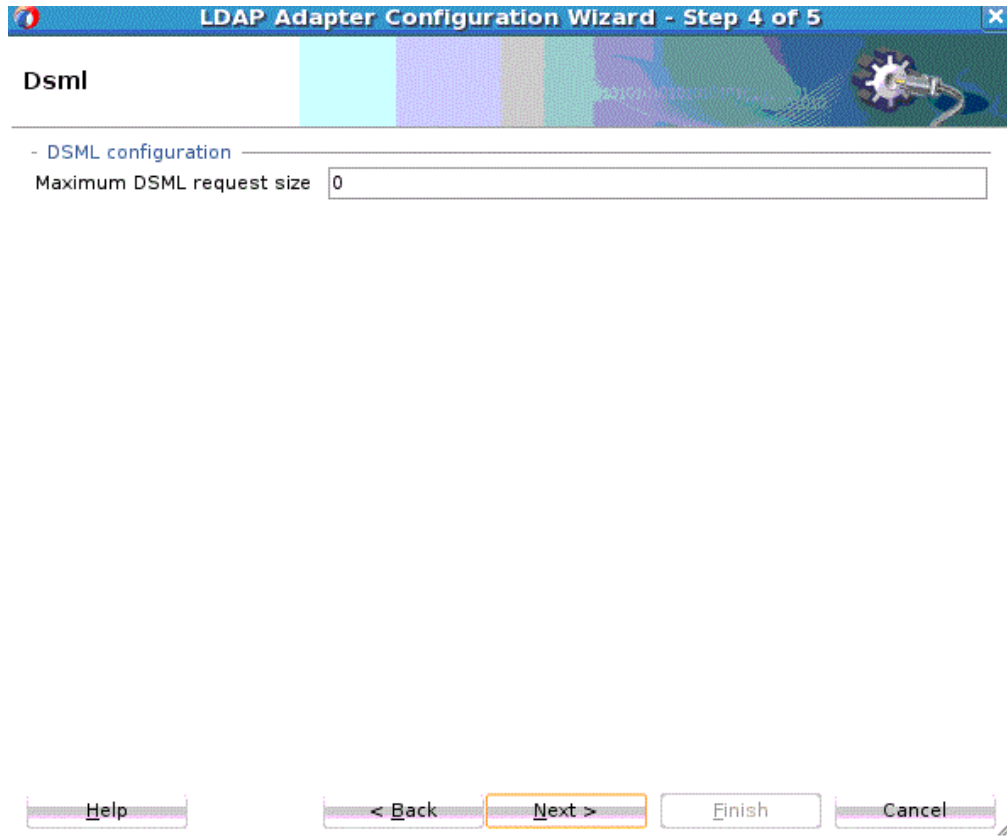 LDAP Adapter Configuration Wizard - Step 4 of 5
Dsml
DSML configuration
Maximum DSML request size 0
Help < Back Next > Finish Cancel